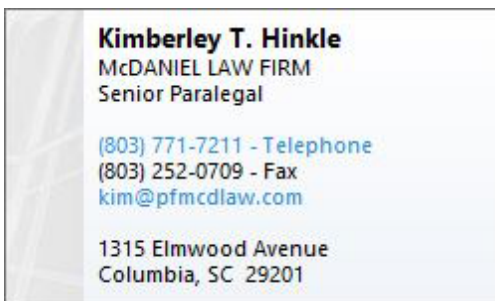 Kimberley T. Hinkle
McDANIEL LAW FIRM
Senior Paralegal
(803) 771-7211 - Telephone
(803) 252-0709 - Fax
kim@pfmcdlaw.com
1315 Elmwood Avenue
Columbia, SC  29201